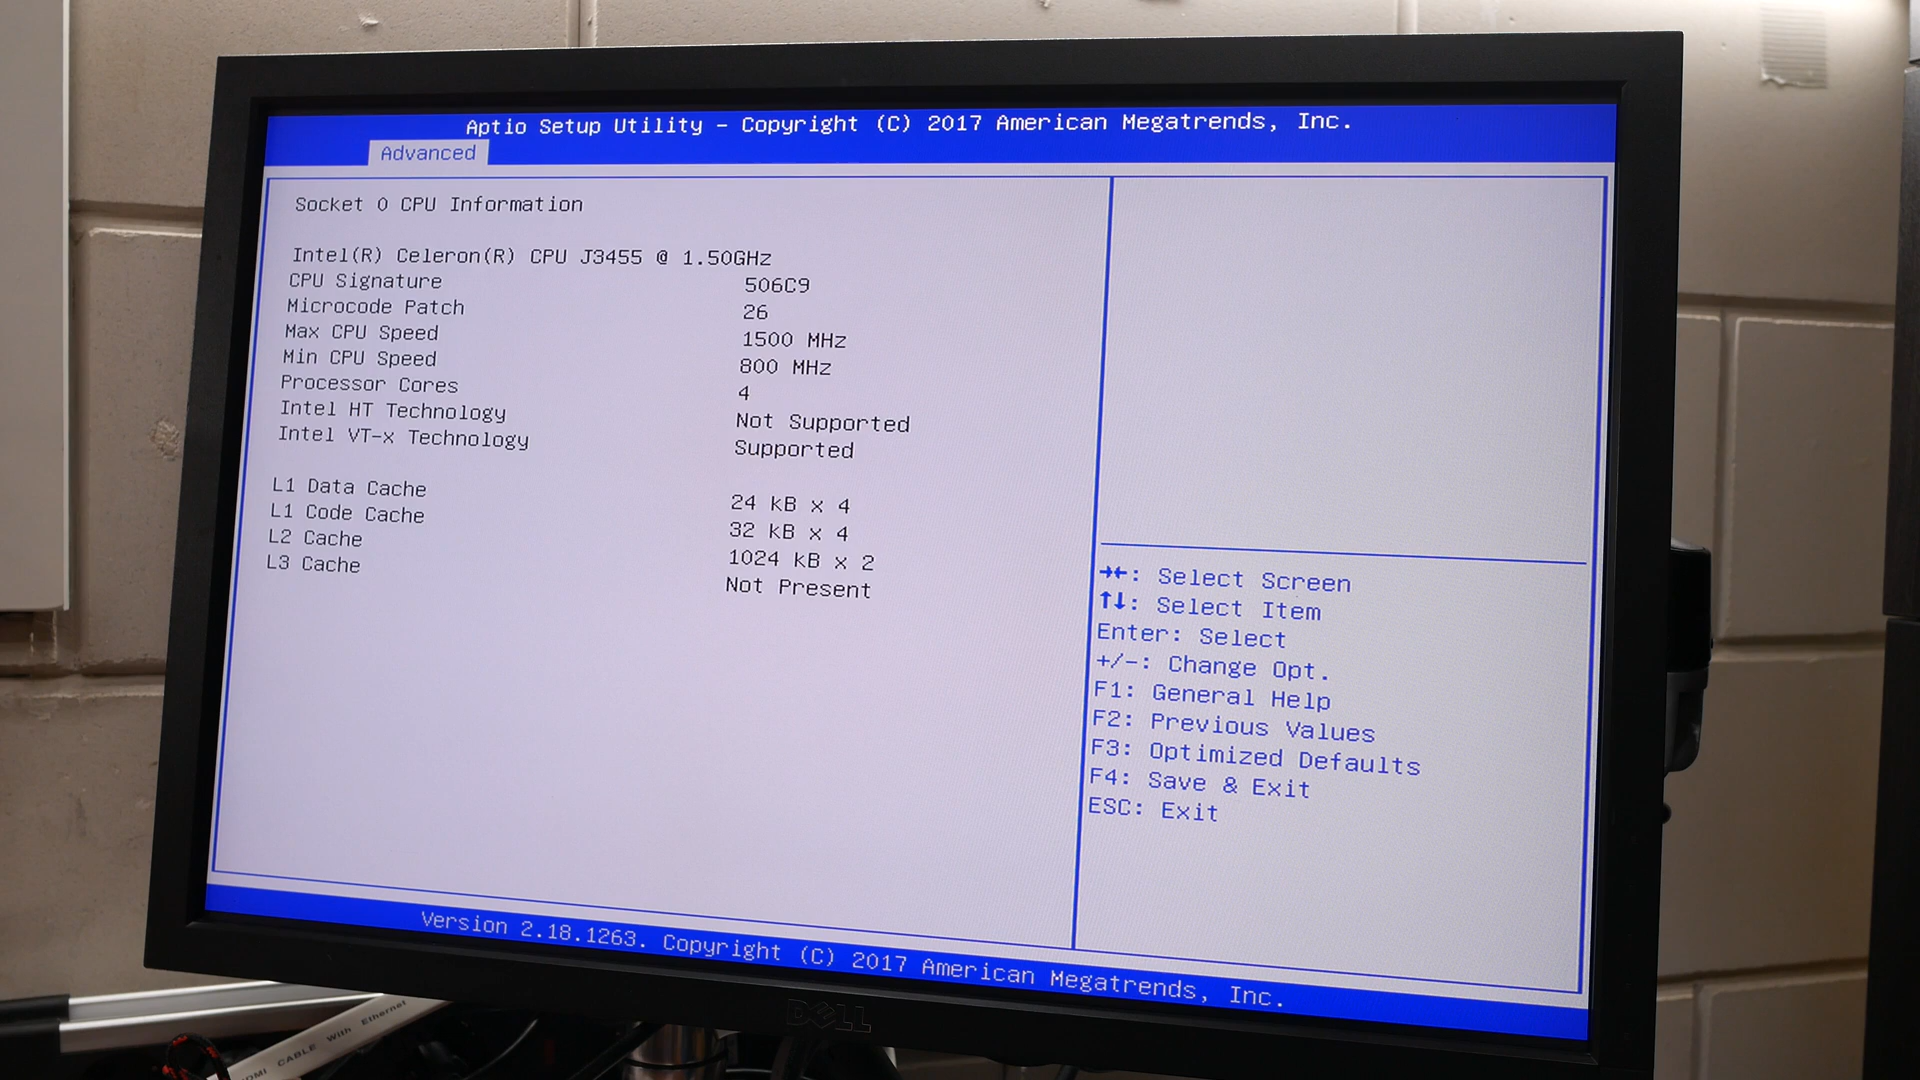 Aptio Setup Utility – Copyright (C) 2017 American Megatrends, Inc.
Advanced
Socket 0 CPU Information
Intel(R) Celeron(R) CPU J3455 @ 1.50GHz
CPU Signature 506C9
Microcode Patch 26
Max CPU Speed 1500 MHz
Min CPU Speed 800 MHz
Processor Cores 4
Intel HT Technology Not Supported
Intel VT-x Technology Supported
L1 Data Cache 24 kB x 4
L1 Code Cache 32 kB x 4
L2 Cache 1024 kB x 2
L3 Cache Not Present
→←: Select Screen
↑↓: Select Item
Enter: Select
+/-: Change Opt.
F1: General Help
F2: Previous Values
F3: Optimized Defaults
F4: Save & Exit
ESC: Exit
Version 2.18.1263. Copyright (C) 2017 American Megatrends, Inc.
DELL
CABLE With Ethernet